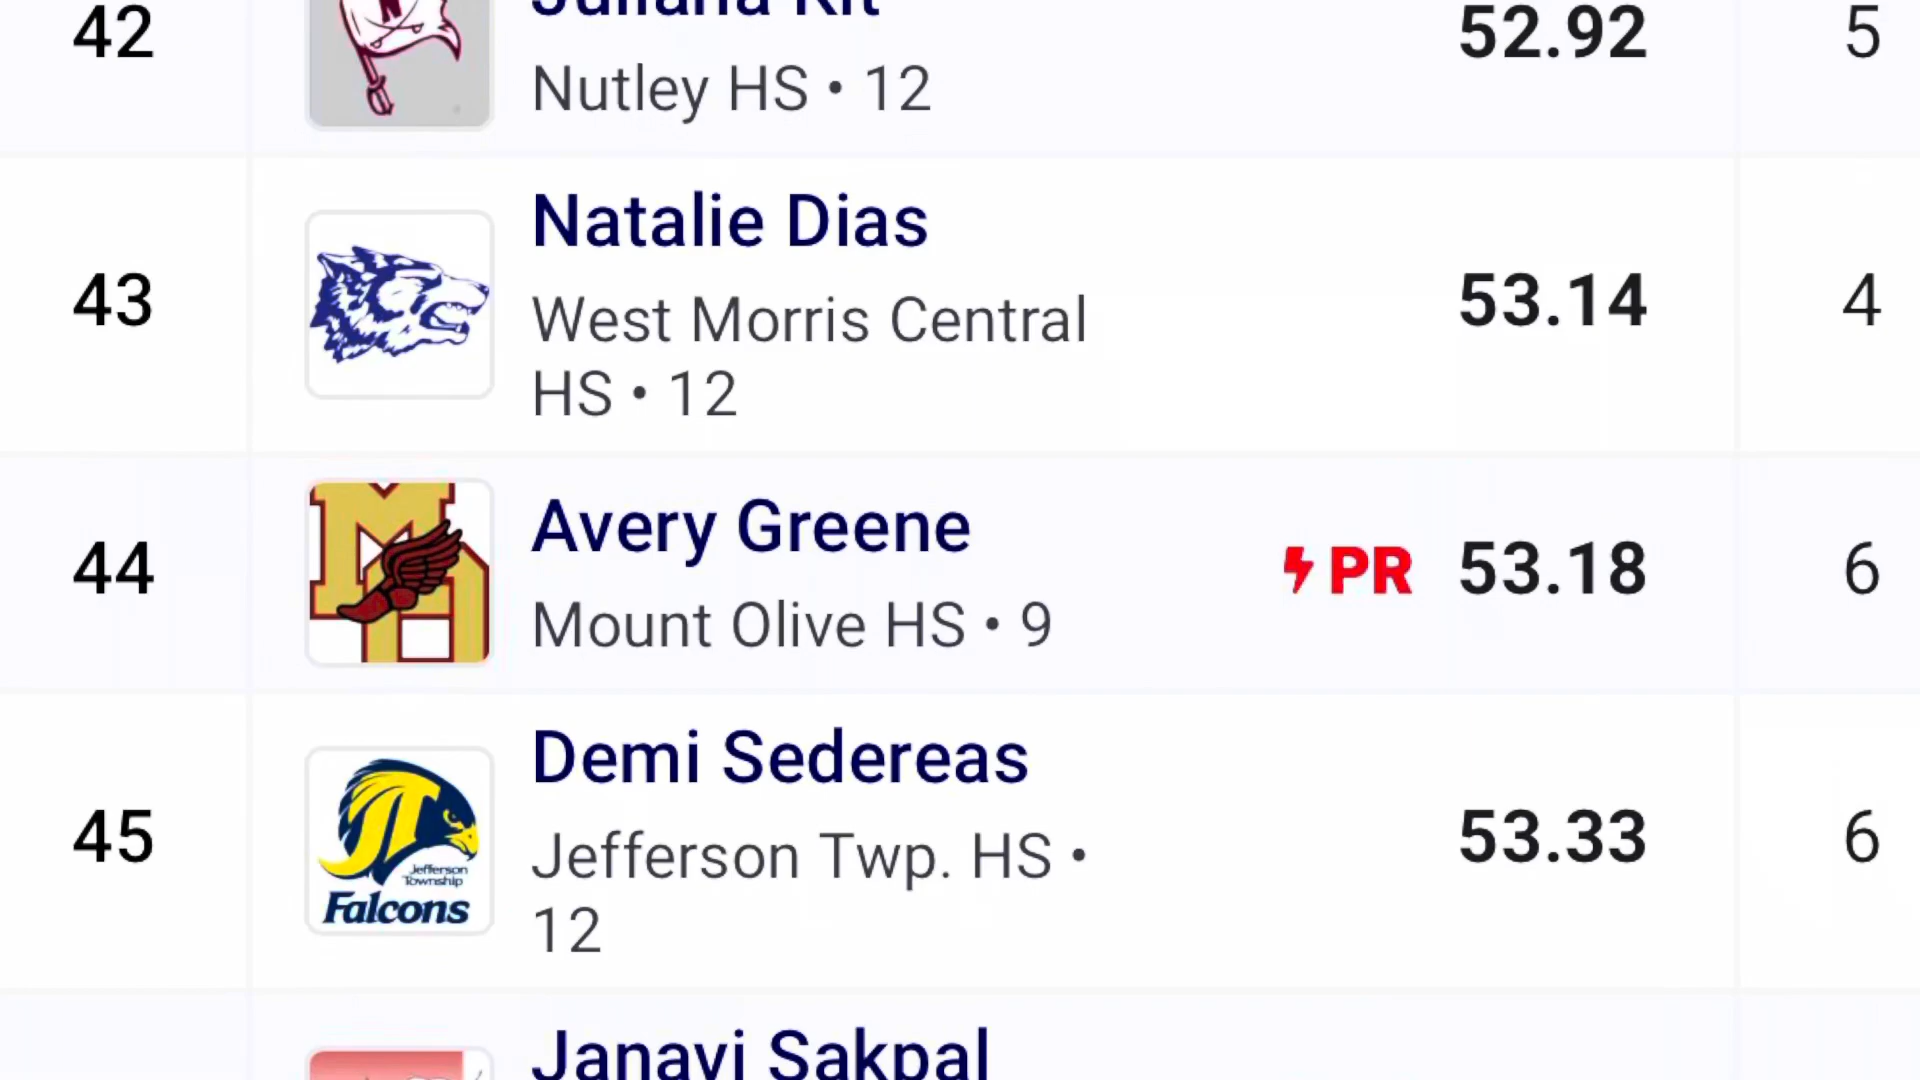 42
Juliana Kit
52.92
5
Nutley HS • 12
43
Natalie Dias
West Morris Central
HS • 12
53.14
4
44
Avery Greene
Mount Olive HS • 9
PR 53.18
6
45
Jefferson
Township
Falcons
Demi Sedereas
Jefferson Twp. HS •
12
53.33
6
Janavi Sakpal